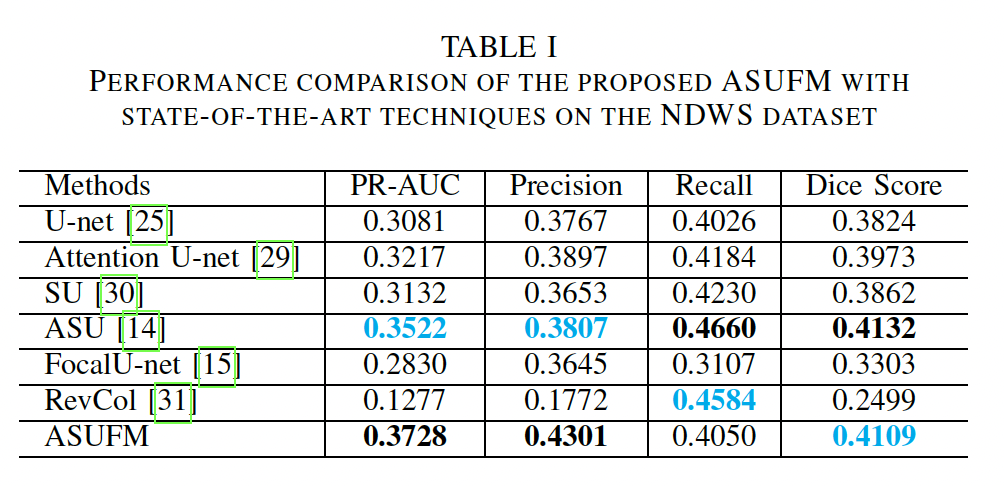 TABLE I
PERFORMANCE COMPARISON OF THE PROPOSED ASUFM WITH
STATE-OF-THE-ART TECHNIQUES ON THE NDWS DATASET
Methods PR-AUC Precision Recall Dice Score
U-net [25] 0.3081 0.3767 0.4026 0.3824
Attention U-net [29] 0.3217 0.3897 0.4184 0.3973
SU [30] 0.3132 0.3653 0.4230 0.3862
ASU [14] 0.3522 0.3807 0.4660 0.4132
FocalU-net [15] 0.2830 0.3645 0.3107 0.3303
RevCol [31] 0.1277 0.1772 0.4584 0.2499
ASUFM 0.3728 0.4301 0.4050 0.4109